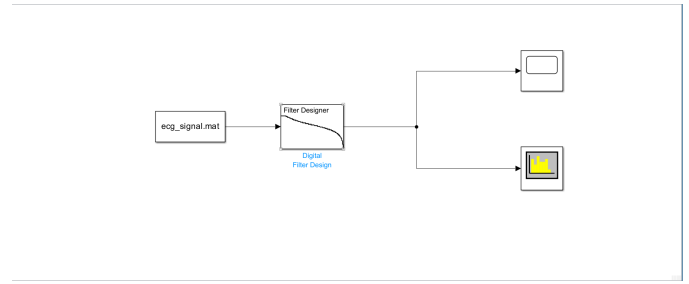 Filter Designer
ecg_signal.mat
Digital
Filter Design